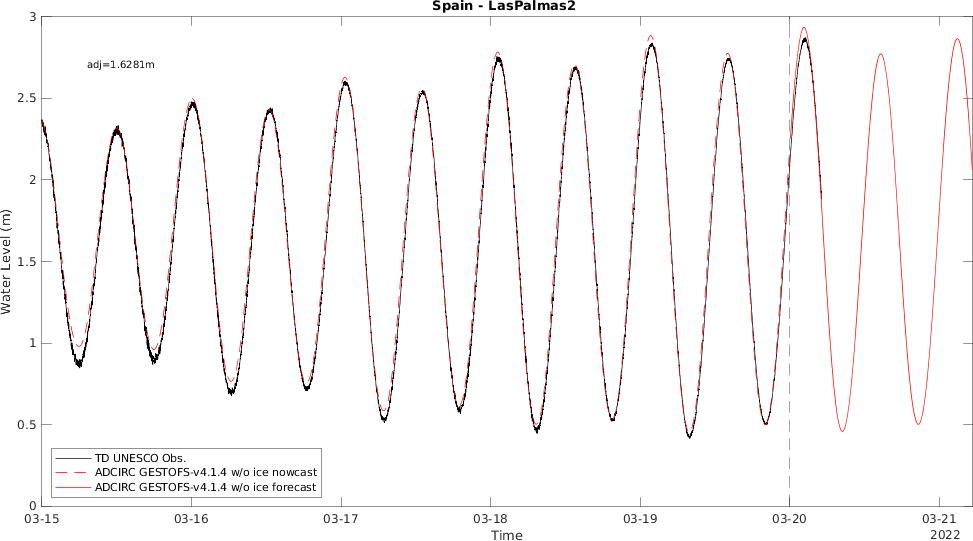 Spain - LasPalmas2
adj=1.6281m
3
2.5
2
1.5
1
0.5
0
Water Level (m)
TD UNESCO Obs.
ADCIRC GESTOFS-v4.1.4 w/o ice nowcast
ADCIRC GESTOFS-v4.1.4 w/o ice forecast
03-15 03-16 03-17 03-18 03-19 03-20 03-21
Time
2022